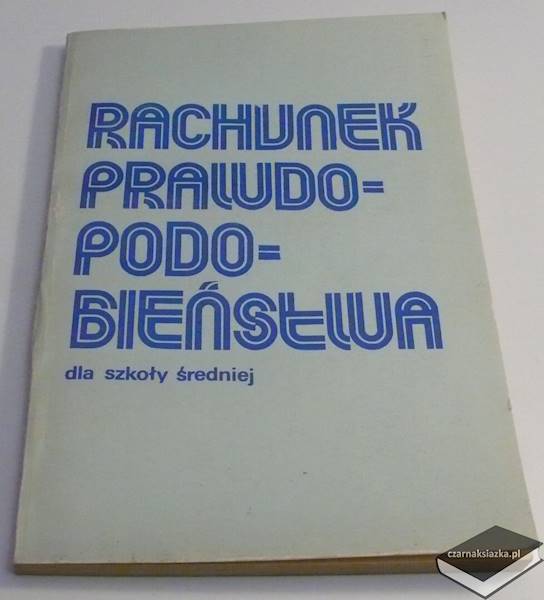 RACHUNEK
PRAWDO=
PODO=
BIEŃSTWA
dla szkoły średniej
czarnaksiazka.pl